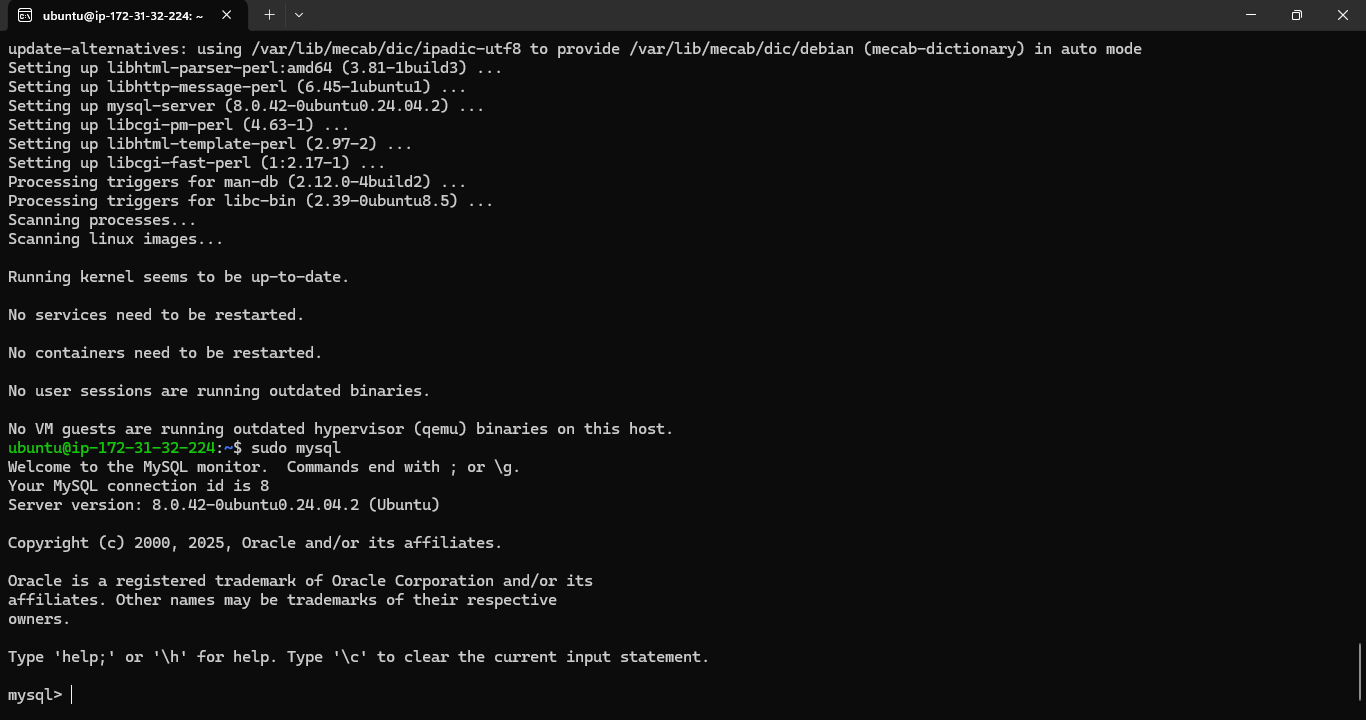 ubuntu@ip-172-31-32-224: ~
update-alternatives: using /var/lib/mecab/dic/ipadic-utf8 to provide /var/lib/mecab/dic/debian (mecab-dictionary) in auto mode
Setting up libhtml-parser-perl:amd64 (3.81-1build3) ...
Setting up libhttp-message-perl (6.45-1ubuntu1) ...
Setting up mysql-server (8.0.42-0ubuntu0.24.04.2) ...
Setting up libcgi-pm-perl (4.63-1) ...
Setting up libhtml-template-perl (2.97-2) ...
Setting up libcgi-fast-perl (1:2.17-1) ...
Processing triggers for man-db (2.12.0-4build2) ...
Processing triggers for libc-bin (2.39-0ubuntu8.5) ...
Scanning processes...
Scanning linux images...
Running kernel seems to be up-to-date.
No services need to be restarted.
No containers need to be restarted.
No user sessions are running outdated binaries.
No VM guests are running outdated hypervisor (qemu) binaries on this host.
ubuntu@ip-172-31-32-224:~$ sudo mysql
Welcome to the MySQL monitor.  Commands end with ; or \g.
Your MySQL connection id is 8
Server version: 8.0.42-0ubuntu0.24.04.2 (Ubuntu)
Copyright (c) 2000, 2025, Oracle and/or its affiliates.
Oracle is a registered trademark of Oracle Corporation and/or its
affiliates. Other names may be trademarks of their respective
owners.
Type 'help;' or '\h' for help. Type '\c' to clear the current input statement.
mysql>